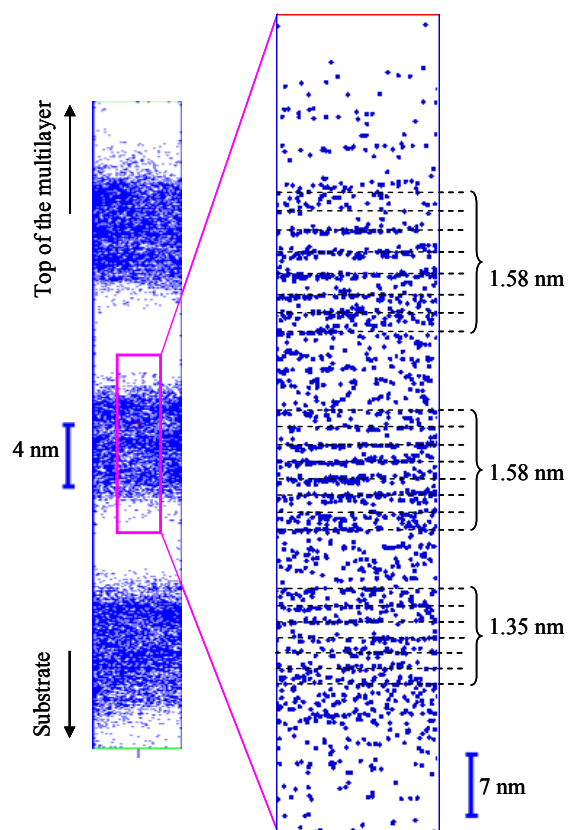 Top of the multilayer
4 nm
Substrate
1.58 nm
1.58 nm
1.35 nm
7 nm